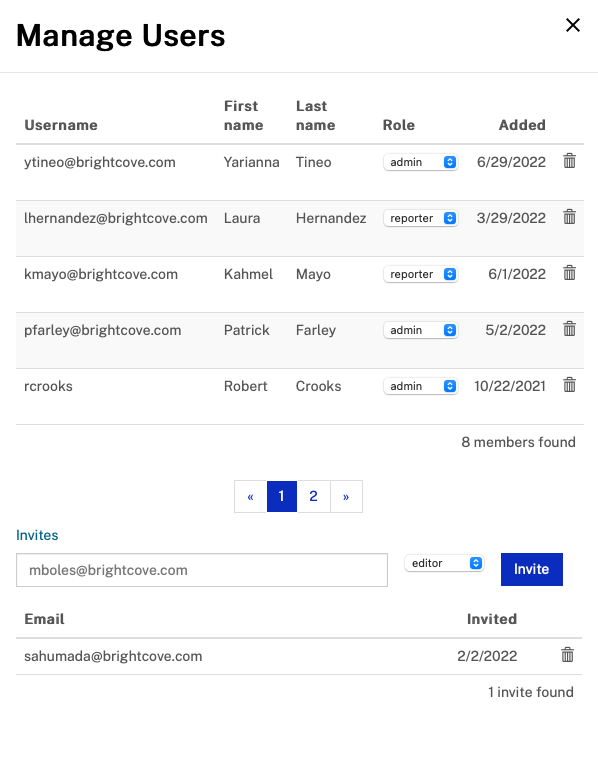 Manage Users
Username First name Last name Role Added
ytineo@brightcove.com Yarianna Tineo admin 6/29/2022
lhernandez@brightcove.com Laura Hernandez reporter 3/29/2022
kmayo@brightcove.com Kahmel Mayo reporter 6/1/2022
pfarley@brightcove.com Patrick Farley admin 5/2/2022
rcrooks Robert Crooks admin 10/22/2021
8 members found
« 1 2 »
Invites
mboles@brightcove.com editor Invite
Email Invited
sahumada@brightcove.com 2/2/2022
1 invite found